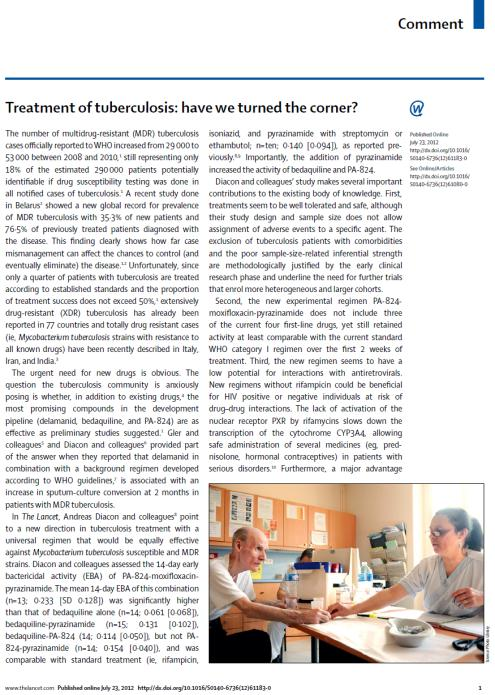 Comment
Treatment of tuberculosis: have we turned the corner?
The number of multidrug-resistant (MDR) tuberculosis
cases officially reported to WHO increased from 29 000 to
53 000 between 2008 and 2010,¹ still representing only
18% of the estimated 290 000 patients potentially
identifiable if drug susceptibility testing was done in
all notified cases of tuberculosis.¹ A recent study done
in Belarus² showed a new global record for prevalence
of MDR tuberculosis with 35·3% of new patients and
76·5% of previously treated patients diagnosed with
the disease. This finding clearly shows how far case
mismanagement can affect the chances to control (and
eventually eliminate) the disease.¹,² Unfortunately, since
only a quarter of patients with tuberculosis are treated
according to established standards and the proportion
of treatment success does not exceed 50%,¹ extensively
drug-resistant (XDR) tuberculosis has already been
reported in 77 countries and totally drug resistant cases
(ie, Mycobacterium tuberculosis strains with resistance to
all known drugs) have been recently described in Italy,
Iran, and India.³
The urgent need for new drugs is obvious. The
question the tuberculosis community is anxiously
posing is whether, in addition to existing drugs,⁴ the
most promising compounds in the development
pipeline (delamanid, bedaquiline, and PA-824) are as
effective as preliminary studies suggested.¹ Gler and
colleagues⁵ and Diacon and colleagues⁶ provided part
of the answer when they reported that delamanid in
combination with a background regimen developed
according to WHO guidelines,⁷ is associated with an
increase in sputum-culture conversion at 2 months in
patients with MDR tuberculosis.
In The Lancet, Andreas Diacon and colleagues⁸ point
to a new direction in tuberculosis treatment with a
universal regimen that would be equally effective
against Mycobacterium tuberculosis susceptible and MDR
strains. Diacon and colleagues assessed the 14-day early
bactericidal activity (EBA) of PA-824-moxifloxacin-
pyrazinamide. The mean 14-day EBA of this combination
(n=13; 0·233 [SD 0·128]) was significantly higher
than that of bedaquiline alone (n=14; 0·061 [0·068]),
bedaquiline-pyrazinamide (n=15; 0·131 [0·102]),
bedaquiline-PA-824 (14; 0·114 [0·050]), but not PA-
824-pyrazinamide (n=14; 0·154 [0·040]), and was
comparable with standard treatment (ie, rifampicin,
isoniazid, and pyrazinamide with streptomycin or
ethambutol; n=ten; 0·140 [0·094]), as reported pre-
viously.⁸,⁹ Importantly, the addition of pyrazinamide
increased the activity of bedaquiline and PA-824.
Diacon and colleagues' study makes several important
contributions to the existing body of knowledge. First,
treatments seem to be well tolerated and safe, although
their study design and sample size does not allow
assignment of adverse events to a specific agent. The
exclusion of tuberculosis patients with comorbidities
and the poor sample-size-related inferential strength
are methodologically justified by the early clinical
research phase and underline the need for further trials
that enrol more heterogeneous and larger cohorts.
Second, the new experimental regimen PA-824-
moxifloxacin-pyrazinamide does not include three
of the current four first-line drugs, yet still retained
activity at least comparable with the current standard
WHO category I regimen over the first 2 weeks of
treatment. Third, the new regimen seems to have a
low potential for interactions with antiretrovirals.
New regimens without rifampicin could be beneficial
for HIV positive or negative individuals at risk of
drug–drug interactions. The lack of activation of the
nuclear receptor PXR by rifamycins slows down the
transcription of the cytochrome CYP3A4, allowing
safe administration of several medicines (eg, pred-
nisolone, hormonal contraceptives) in patients with
serious disorders.¹⁰ Furthermore, a major advantage
Published Online
July 23, 2012
http://dx.doi.org/10.1016/
S0140-6736(12)61183-0
See Online/Articles
http://dx.doi.org/10.1016/
S0140-6736(12)61080-0
www.thelancet.com Published online July 23, 2012 http://dx.doi.org/10.1016/S0140-6736(12)61183-0
1